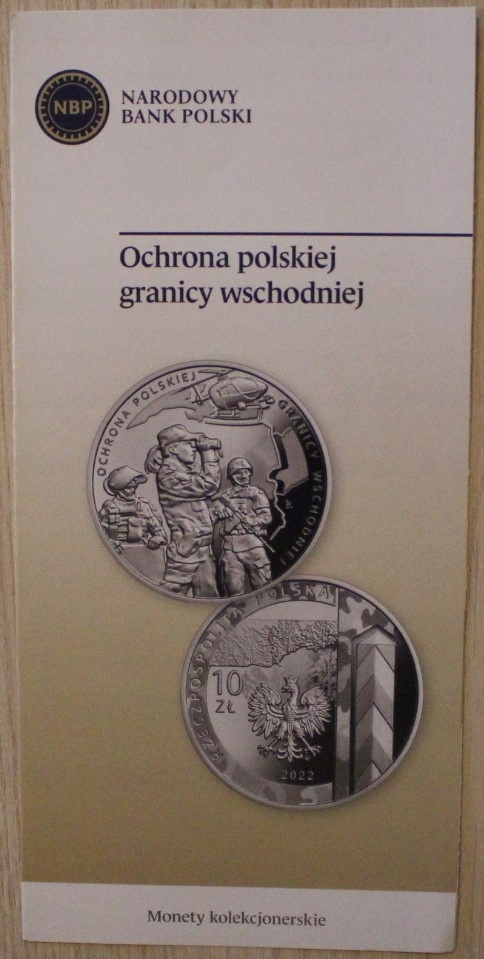 NBP
NARODOWY
BANK POLSKI
Ochrona polskiej
granicy wschodniej
OCHRONA POLSKIEJ GRANICY WSCHODNIEJ
RZECZPOSPOLITA POLSKA
10
ZŁ
2022
Monety kolekcjonerskie